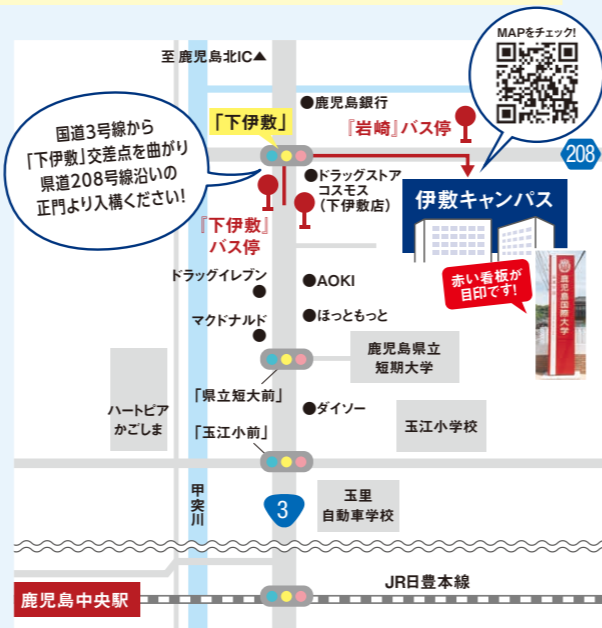 MAPをチェック!
至 鹿児島北IC▲
鹿児島銀行
「下伊敷」
『岩崎』バス停
国道3号線から
「下伊敷」交差点を曲がり
県道208号線沿いの
正門より入構ください!
208
ドラッグストア
コスモス
（下伊敷店）
伊敷キャンパス
『下伊敷』
バス停
赤い看板が
目印です!
鹿児島国際大学
ドラッグイレブン
AOKI
マクドナルド
ほっともっと
鹿児島県立
短期大学
「県立短大前」
ハートピア
かごしま
ダイソー
玉江小学校
「玉江小前」
甲突川
3
玉里
自動車学校
JR日豊本線
鹿児島中央駅